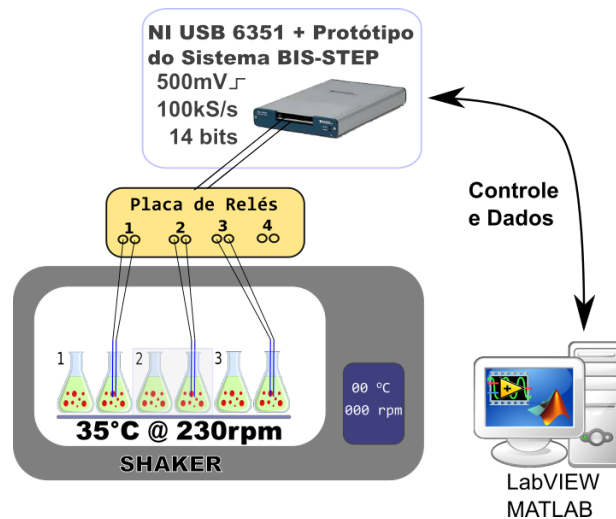 NI USB 6351 + Protótipo
do Sistema BIS-STEP
500mV
100kS/s
14 bits
Controle
e Dados
Placa de Relés
1 2 3 4
1 2 3
00 °C
000 rpm
35°C @ 230rpm
SHAKER
LabVIEW
MATLAB